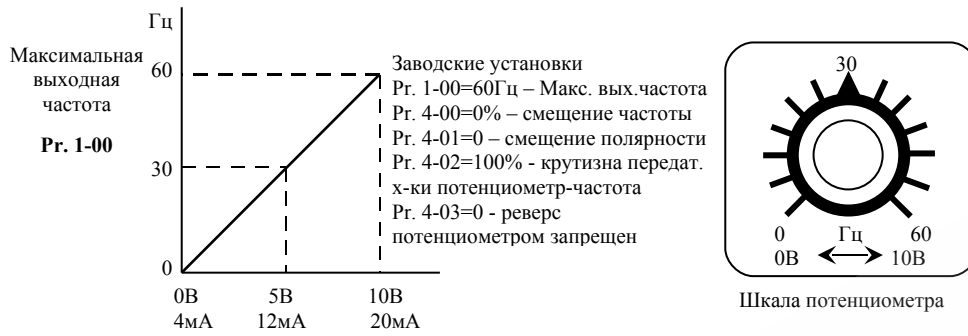 Гц
Максимальная
выходная
частота
Pr. 1-00
60
30
0
0В
5В
10В
4мА
12мА
20мА
Заводские установки
Pr. 1-00=60Гц – Макс. вых.частота
Pr. 4-00=0% – смещение частоты
Pr. 4-01=0 – смещение полярности
Pr. 4-02=100% - крутизна передат.
х-ки потенциометр-частота
Pr. 4-03=0 - реверс
потенциометром запрещен
30
0
Гц
60
0В
10В
Шкала потенциометра